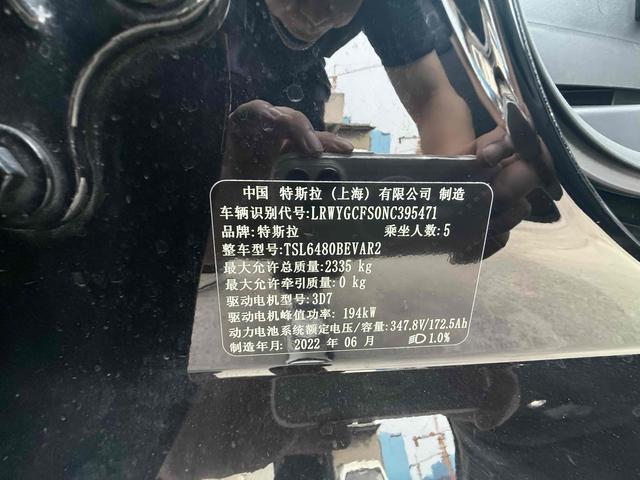 中国 特斯拉 (上海) 有限公司 制造
车辆识别代号:LRWYGCFS0NC395471
品牌:特斯拉 乘坐人数:5
整车型号:TSL6480BEVAR2
最大允许总质量:2335 kg
最大允许牵引质量:0 kg
驱动电机型号:3D7
驱动电机峰值功率: 194kW
动力电池系统额定电压/容量:347.8V/172.5Ah
制造年月: 2022 年 06 月 1.0%